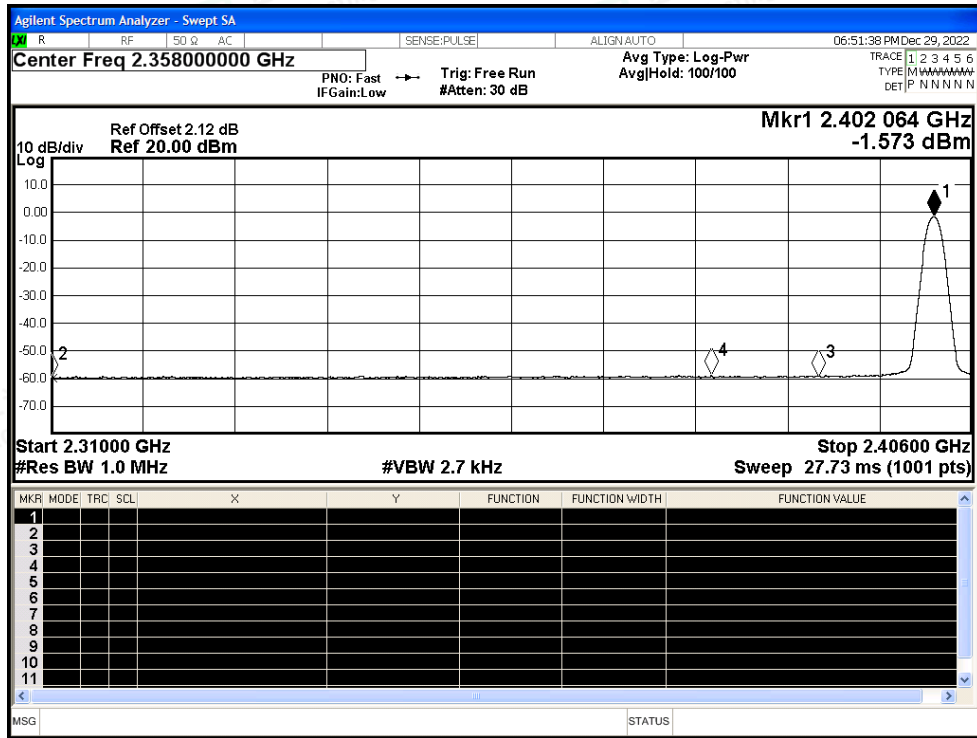 Agilent Spectrum Analyzer - Swept SA
LXI R RF 50 Ω AC SENSE:PULSE ALIGN AUTO 06:51:38 PM Dec 29, 2022
Center Freq 2.358000000 GHz
PNO: Fast
IFGain:Low
Trig: Free Run
#Atten: 30 dB
Avg Type: Log-Pwr
Avg|Hold: 100/100
TRACE 1 2 3 4 5 6
TYPE M
DET P N N N N N
Ref Offset 2.12 dB
10 dB/div Ref 20.00 dBm
Log
Mkr1 2.402 064 GHz
-1.573 dBm
10.0
0.00
-10.0
-20.0
-30.0
-40.0
-50.0
-60.0
-70.0
1
2
4
3
Start 2.31000 GHz Stop 2.40600 GHz
#Res BW 1.0 MHz #VBW 2.7 kHz Sweep 27.73 ms (1001 pts)
MKR MODE TRC SCL X Y FUNCTION FUNCTION WIDTH FUNCTION VALUE
1
2
3
4
5
6
7
8
9
10
11
MSG STATUS